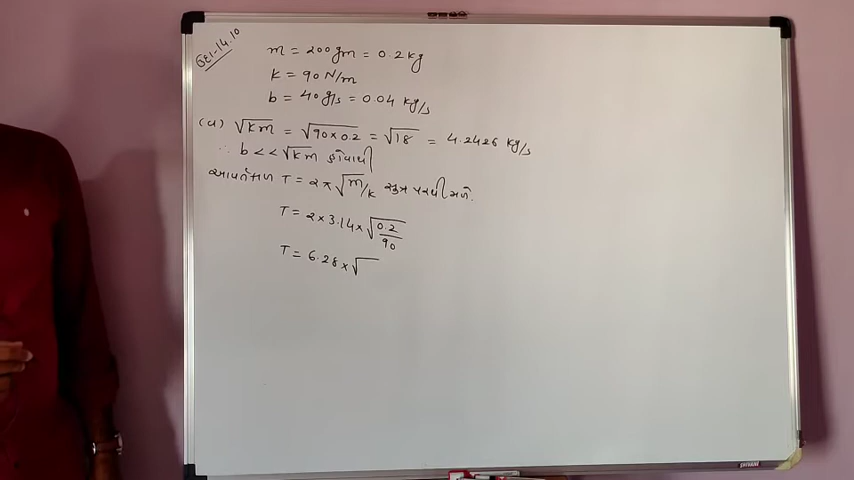 GEI-14.10
m = 200 gm = 0.2 kg
k = 90 N/m
b = 40 g/s = 0.04 kg/s
(a) √km = √90×0.2 = √18 = 4.2426 kg/s
∴ b << √km હોવાથી
આવર્તકાળ T = 2π √m/k સૂત્ર પરથી મળે.
T = 2 × 3.14 × √0.2/90
T = 6.28 × √